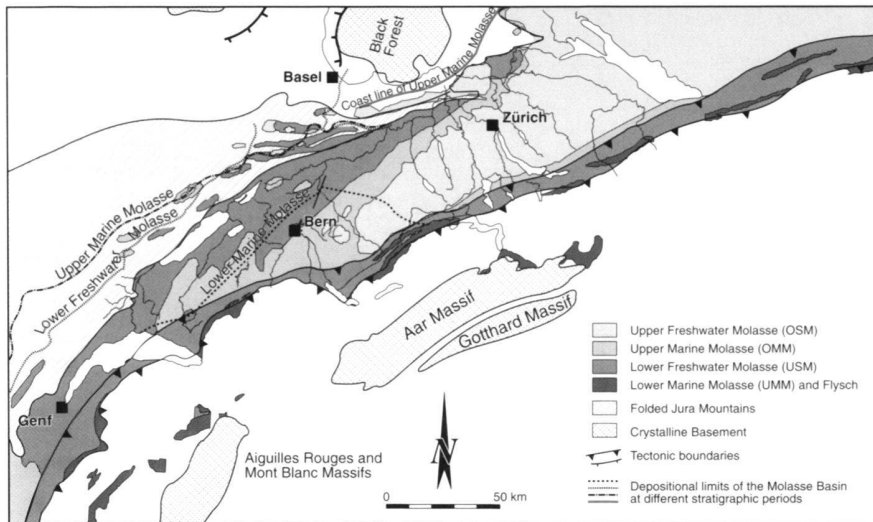 Black
Forest
Basel
Coast line of Upper Marine Molasse
Zürich
Upper Marine Molasse
Lower Freshwater Molasse
Lower Marine Molasse
Bern
Aar Massif
Gotthard Massif
Genf
Aiguilles Rouges and
Mont Blanc Massifs
N
0 50 km
Upper Freshwater Molasse (OSM)
Upper Marine Molasse (OMM)
Lower Freshwater Molasse (USM)
Lower Marine Molasse (UMM) and Flysch
Folded Jura Mountains
Crystalline Basement
Tectonic boundaries
Depositional limits of the Molasse Basin
at different stratigraphic periods